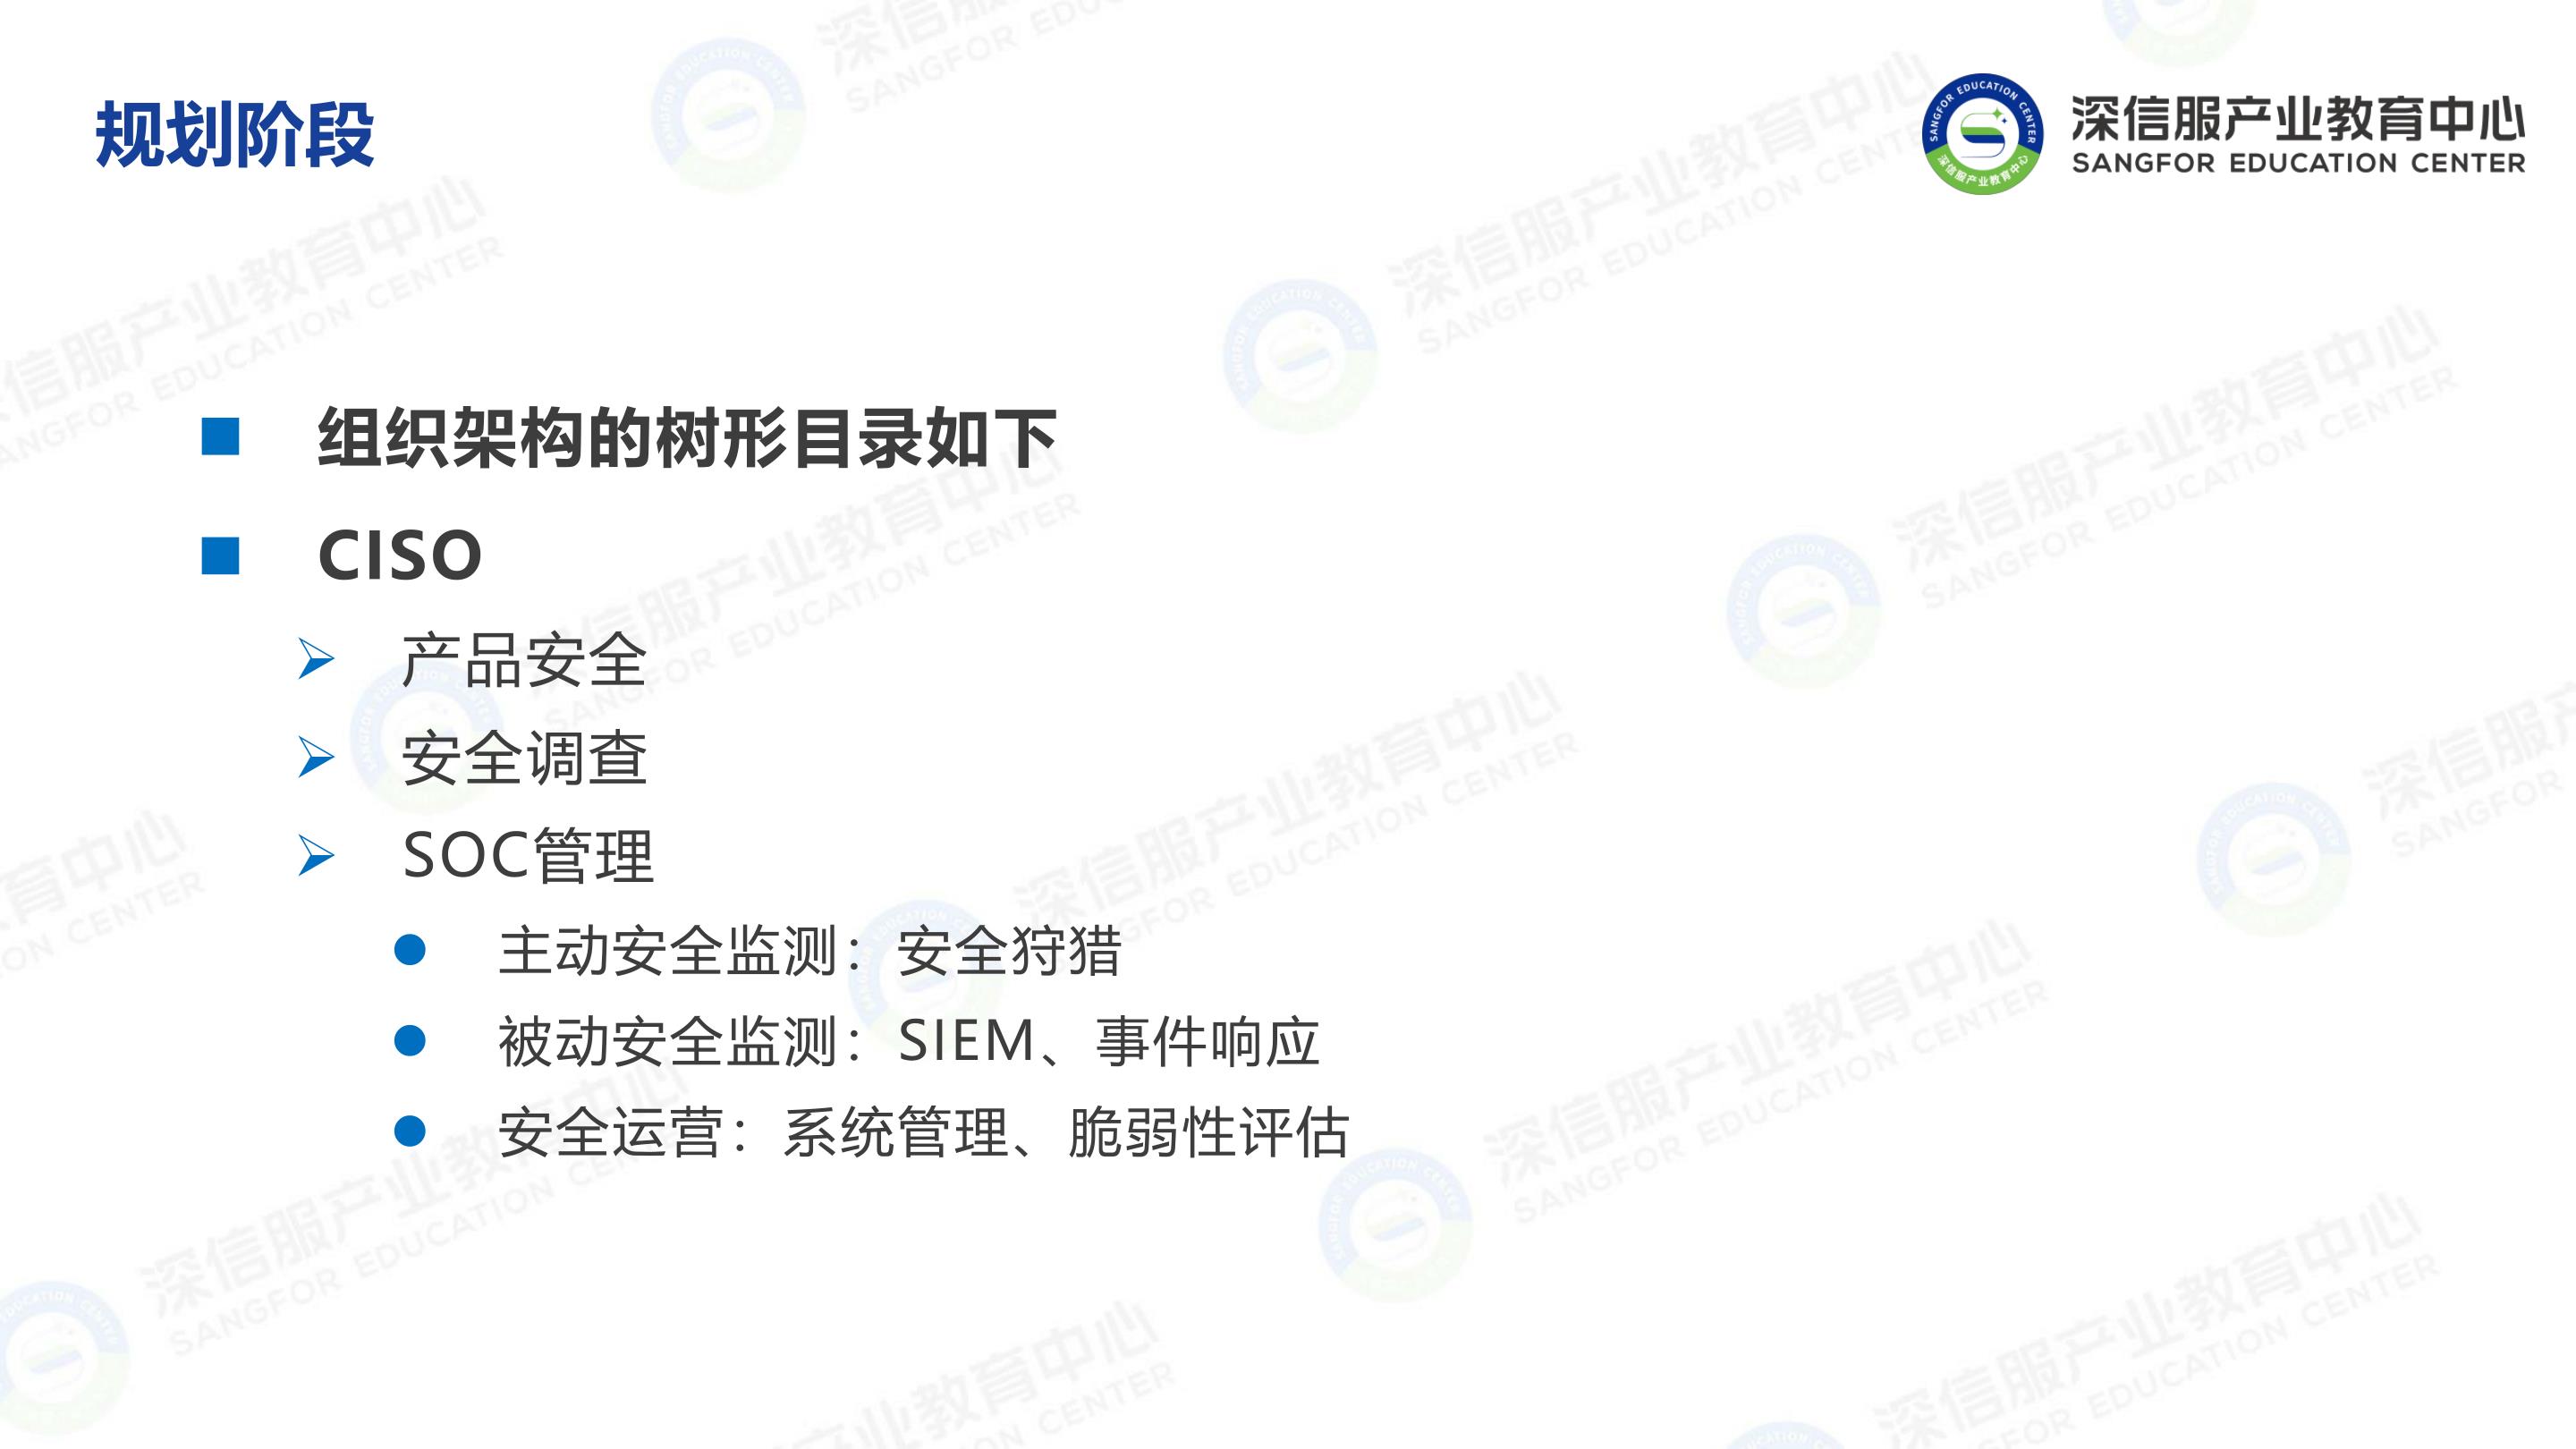 规划阶段
深信服产业教育中心
SANGFOR EDUCATION CENTER
组织架构的树形目录如下
CISO
产品安全
安全调查
SOC管理
主动安全监测：安全狩猎
被动安全监测：SIEM、事件响应
安全运营：系统管理、脆弱性评估